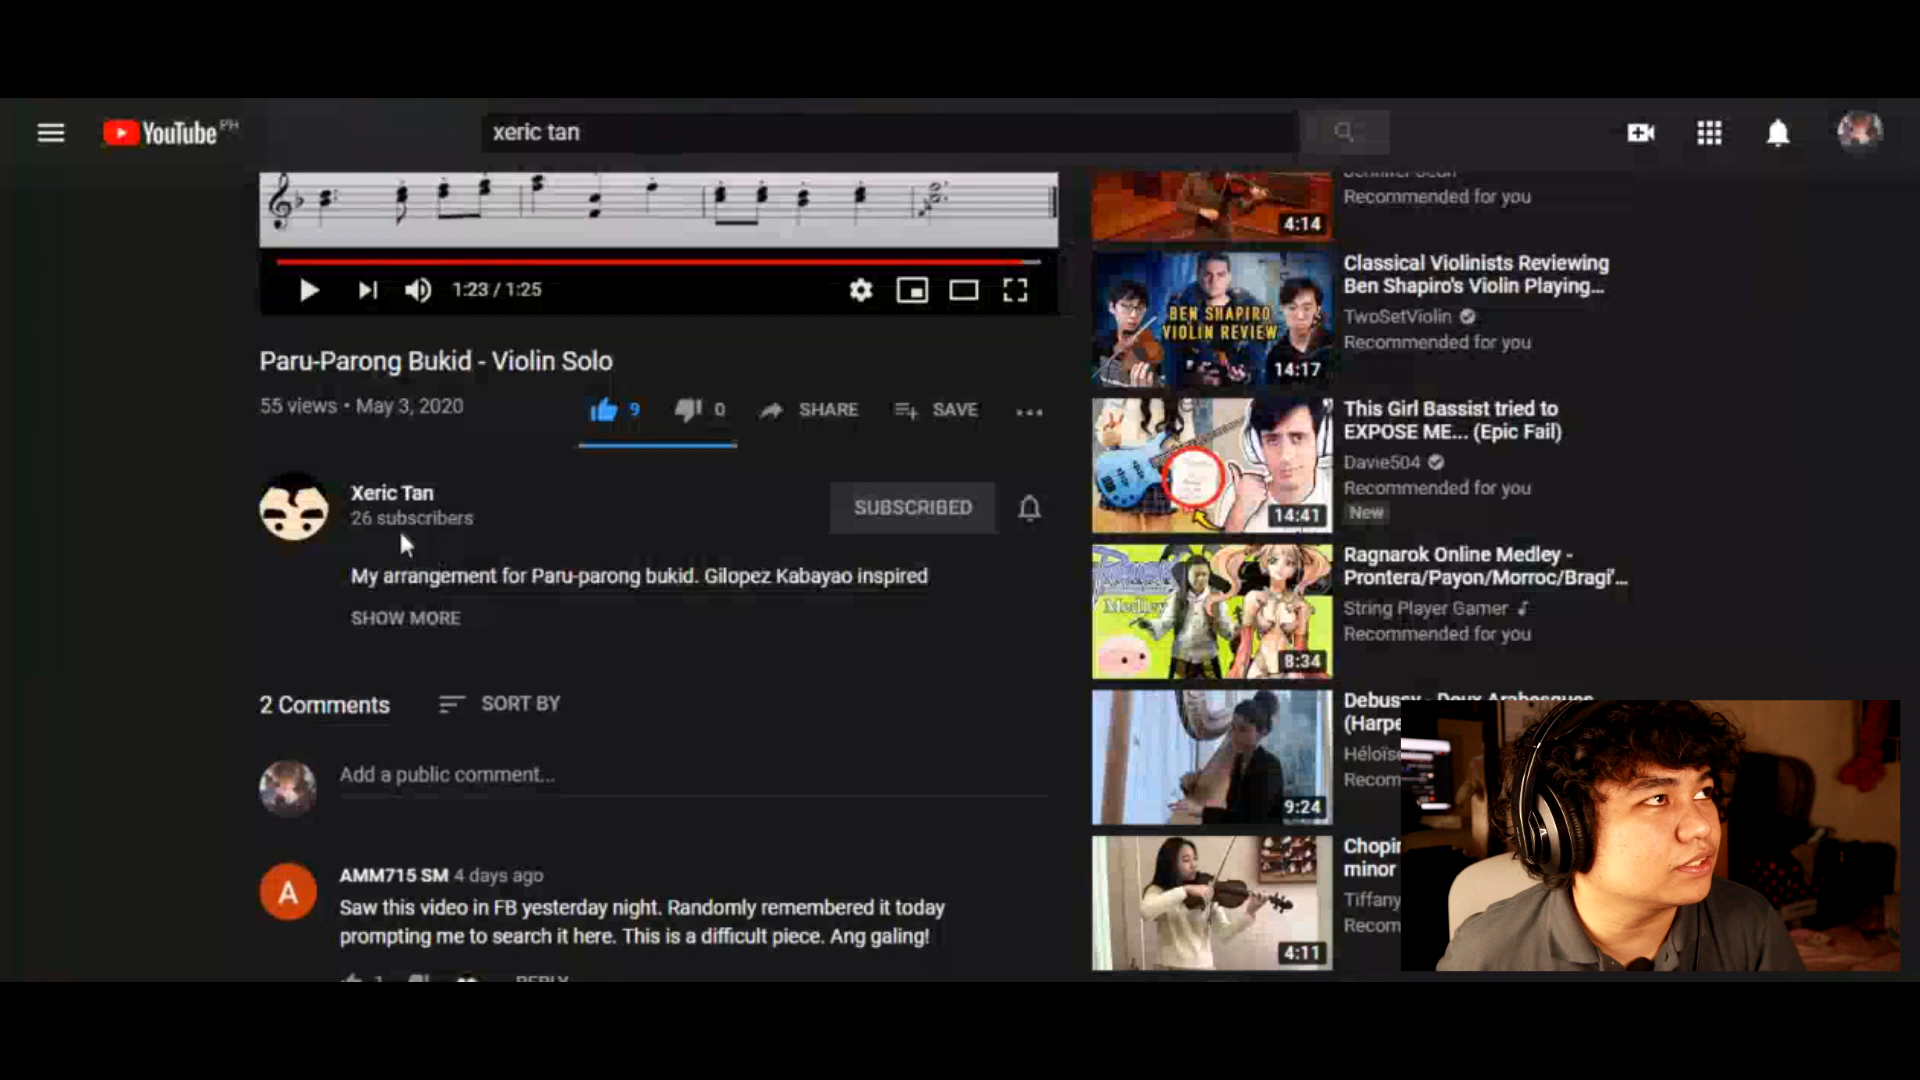 YouTube PH
xeric tan
1:23 / 1:25
Paru-Parong Bukid - Violin Solo
55 views • May 3, 2020
9
0
SHARE
SAVE
Xeric Tan
26 subscribers
SUBSCRIBED
My arrangement for Paru-parong bukid. Gilopez Kabayao inspired
SHOW MORE
2 Comments
SORT BY
Add a public comment...
A
AMM715 SM 4 days ago
Saw this video in FB yesterday night. Randomly remembered it today
prompting me to search it here. This is a difficult piece. Ang galing!
1
REPLY
4:14
Recommended for you
BEN SHAPIRO
VIOLIN REVIEW
14:17
Classical Violinists Reviewing
Ben Shapiro's Violin Playing...
TwoSetViolin
Recommended for you
14:41
This Girl Bassist tried to
EXPOSE ME... (Epic Fail)
Davie504
Recommended for you
New
Medley
8:34
Ragnarok Online Medley -
Prontera/Payon/Morroc/Bragi'...
String Player Gamer
Recommended for you
9:24
Debussy - Deux Arabesques
(Harpe
Héloïse
Recom
4:11
Chopin
minor
Tiffany
Recom